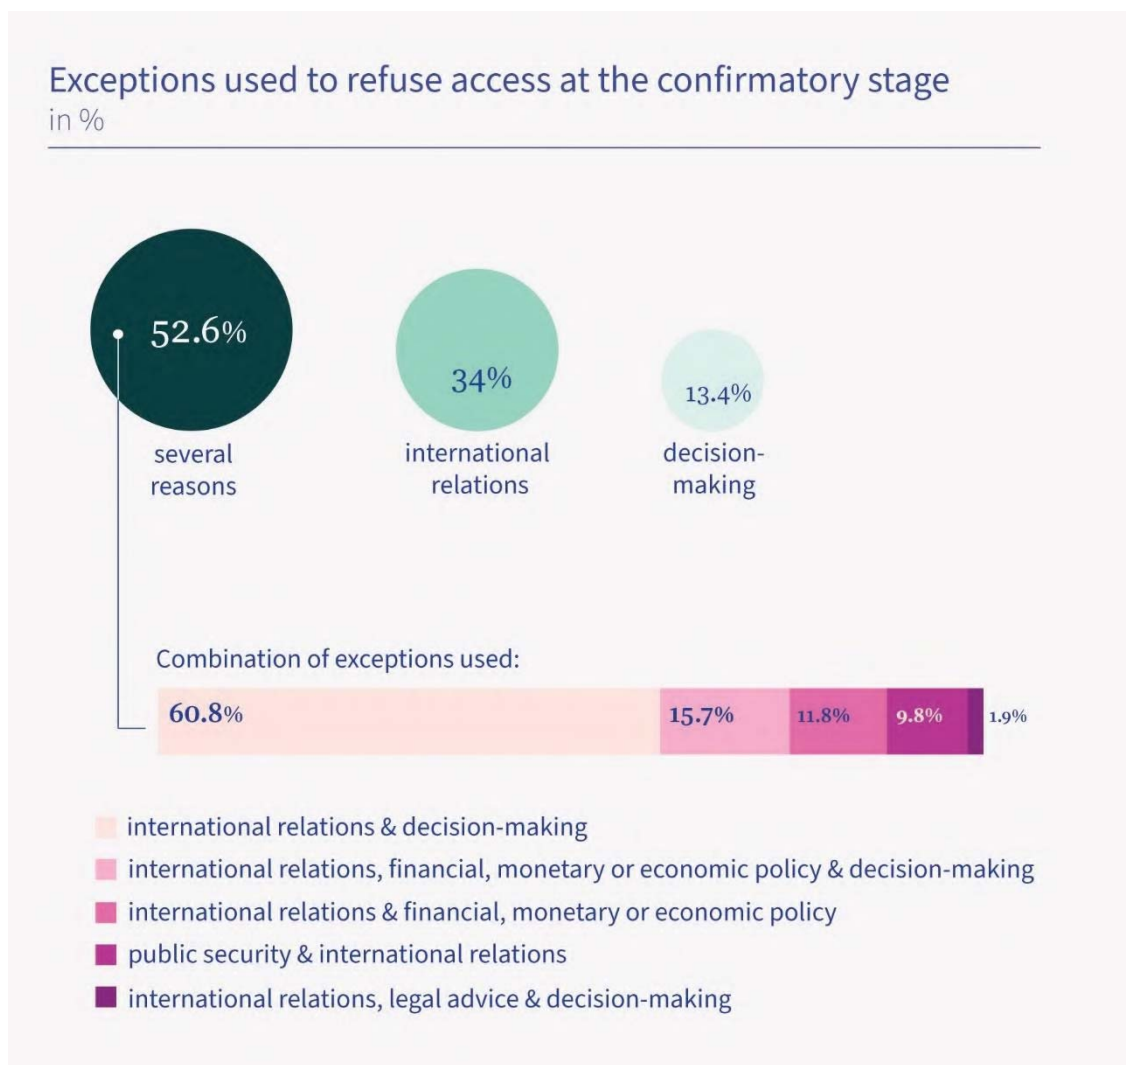 Exceptions used to refuse access at the confirmatory stage
in %
52.6%
34%
13.4%
several
reasons
international
relations
decision-
making
Combination of exceptions used:
60.8%
15.7%
11.8%
9.8%
1.9%
international relations & decision-making
international relations, financial, monetary or economic policy & decision-making
international relations & financial, monetary or economic policy
public security & international relations
international relations, legal advice & decision-making